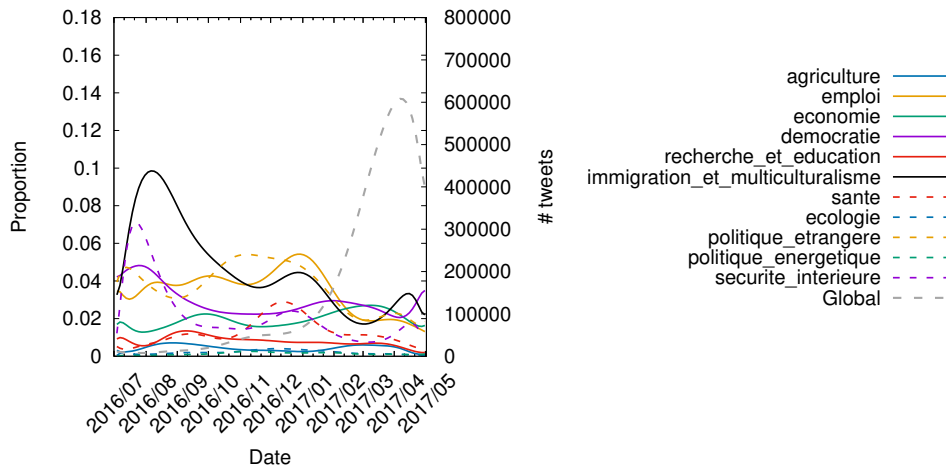 0.18
0.16
0.14
0.12
0.1
0.08
0.06
0.04
0.02
0
Proportion
800000
700000
600000
500000
400000
300000
200000
100000
0
# tweets
2016/07
2016/08
2016/09
2016/10
2016/11
2016/12
2017/01
2017/02
2017/03
2017/04
2017/05
Date
agriculture
emploi
economie
democratie
recherche_et_education
immigration_et_multiculturalisme
sante
ecologie
politique_etrangere
politique_energetique
securite_interieure
Global